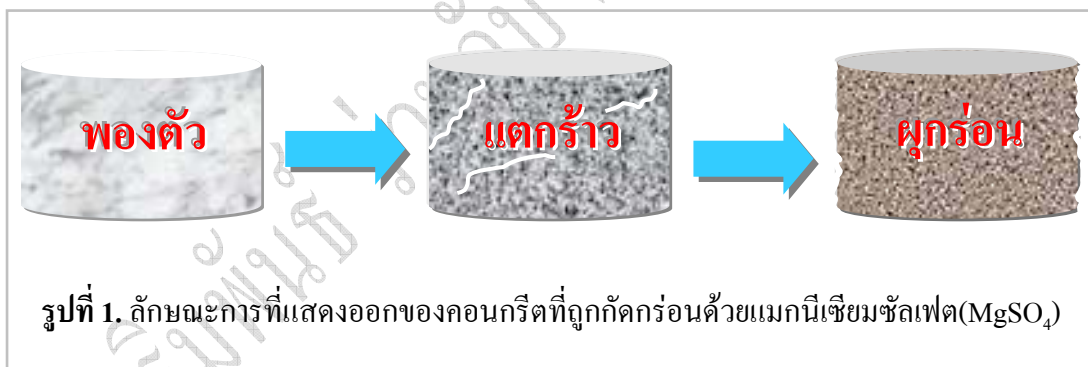 พองตัว
แตกร้าว
ผุกร่อน
รูปที่ 1. ลักษณะการที่แสดงออกของคอนกรีตที่ถูกกัดกร่อนด้วยแมกนีเซียมซัลเฟต(MgSO₄)